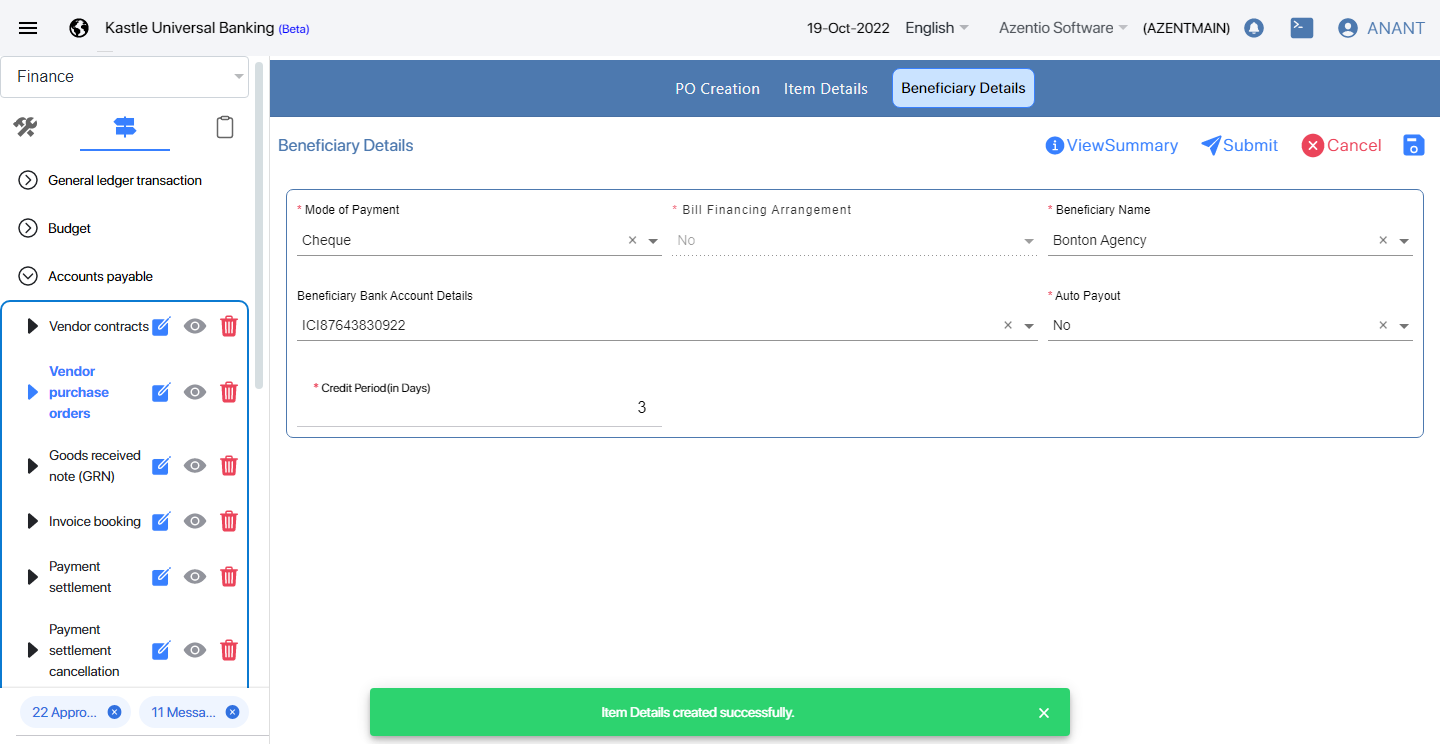 Kastle Universal Banking (Beta)
19-Oct-2022 English Azentio Software (AZENTMAIN) ANANT
Finance
PO Creation Item Details Beneficiary Details
Beneficiary Details
ViewSummary Submit Cancel
General ledger transaction
Budget
Accounts payable
Vendor contracts
Vendor
purchase
orders
Goods received
note (GRN)
Invoice booking
Payment
settlement
Payment
settlement
cancellation
22 Appro...
11 Messa...
* Mode of Payment
Cheque
* Bill Financing Arrangement
No
* Beneficiary Name
Bonton Agency
Beneficiary Bank Account Details
ICI87643830922
* Auto Payout
No
* Credit Period(in Days)
3
Item Details created successfully.